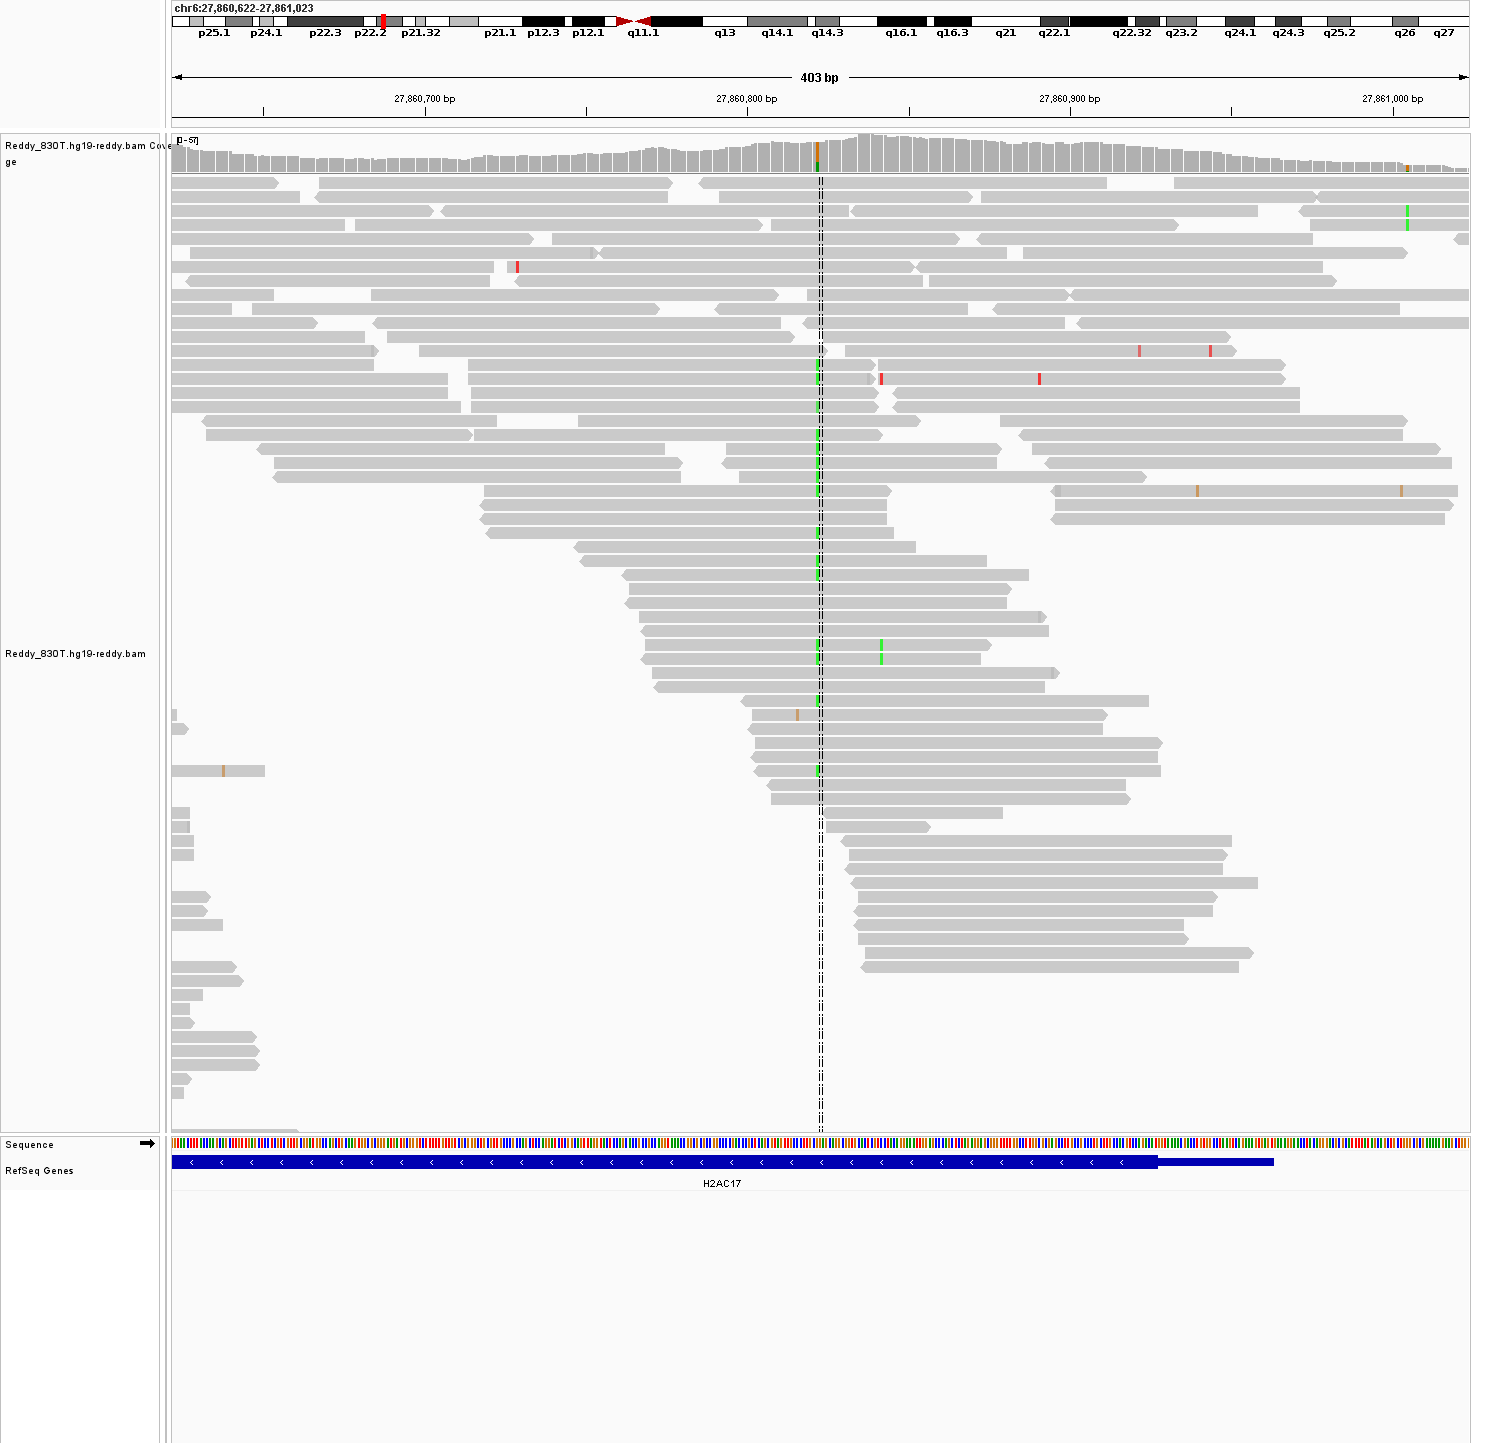 chr6:27,860,622-27,861,023
p25.1 p24.1 p22.3 p22.2 p21.32 p21.1 p12.3 p12.1 q11.1 q13 q14.1 q14.3 q16.1 q16.3 q21 q22.1 q22.32 q23.2 q24.1 q24.3 q25.2 q26 q27
403 bp
27,860,700 bp 27,860,800 bp 27,860,900 bp 27,861,000 bp
[0 - 57]
Reddy_830T.hg19-reddy.bam Cove
ge
Reddy_830T.hg19-reddy.bam
Sequence
RefSeq Genes
H2AC17